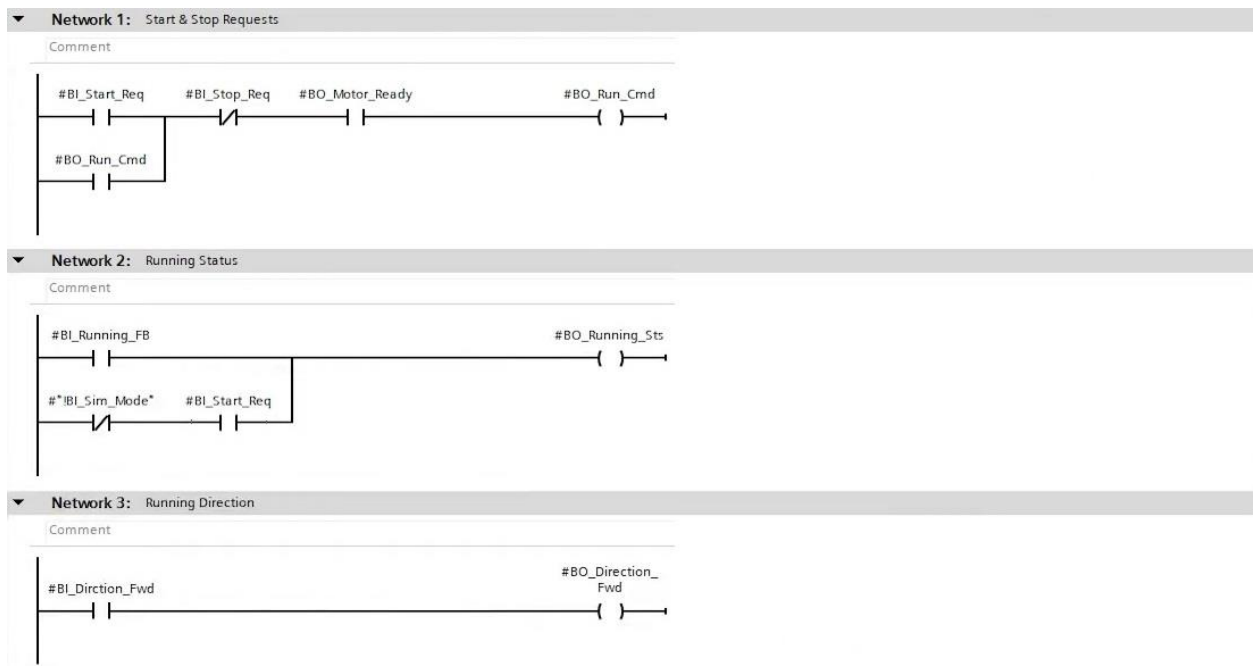 Network 1: Start & Stop Requests
Comment
#BI_Start_Req #BI_Stop_Req #BO_Motor_Ready #BO_Run_Cmd
#BO_Run_Cmd
Network 2: Running Status
Comment
#BI_Running_FB #BO_Running_Sts
#"!BI_Sim_Mode" #BI_Start_Req
Network 3: Running Direction
Comment
#BO_Direction_
#BI_Dirction_Fwd Fwd